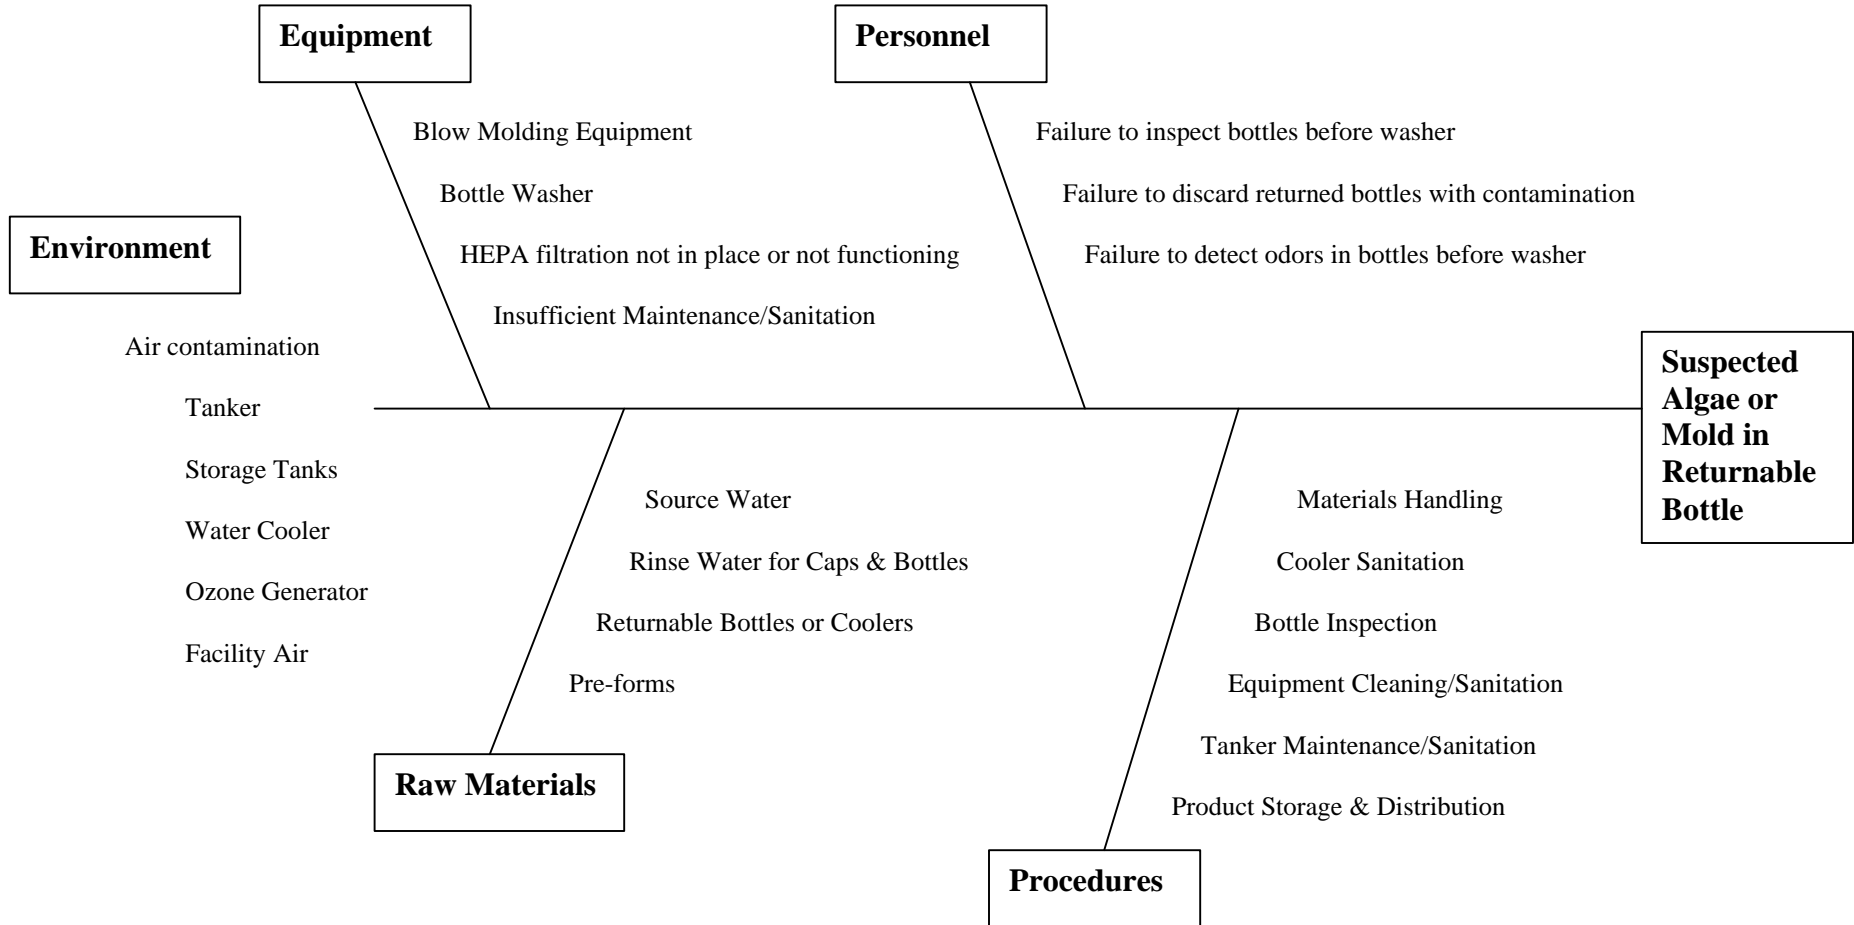 Equipment
Personnel
Blow Molding Equipment
Failure to inspect bottles before washer
Bottle Washer
Failure to discard returned bottles with contamination
Environment
HEPA filtration not in place or not functioning
Failure to detect odors in bottles before washer
Insufficient Maintenance/Sanitation
Air contamination
Tanker
Storage Tanks
Water Cooler
Ozone Generator
Facility Air
Suspected
Algae or
Mold in
Returnable
Bottle
Source Water
Rinse Water for Caps & Bottles
Returnable Bottles or Coolers
Pre-forms
Raw Materials
Materials Handling
Cooler Sanitation
Bottle Inspection
Equipment Cleaning/Sanitation
Tanker Maintenance/Sanitation
Product Storage & Distribution
Procedures